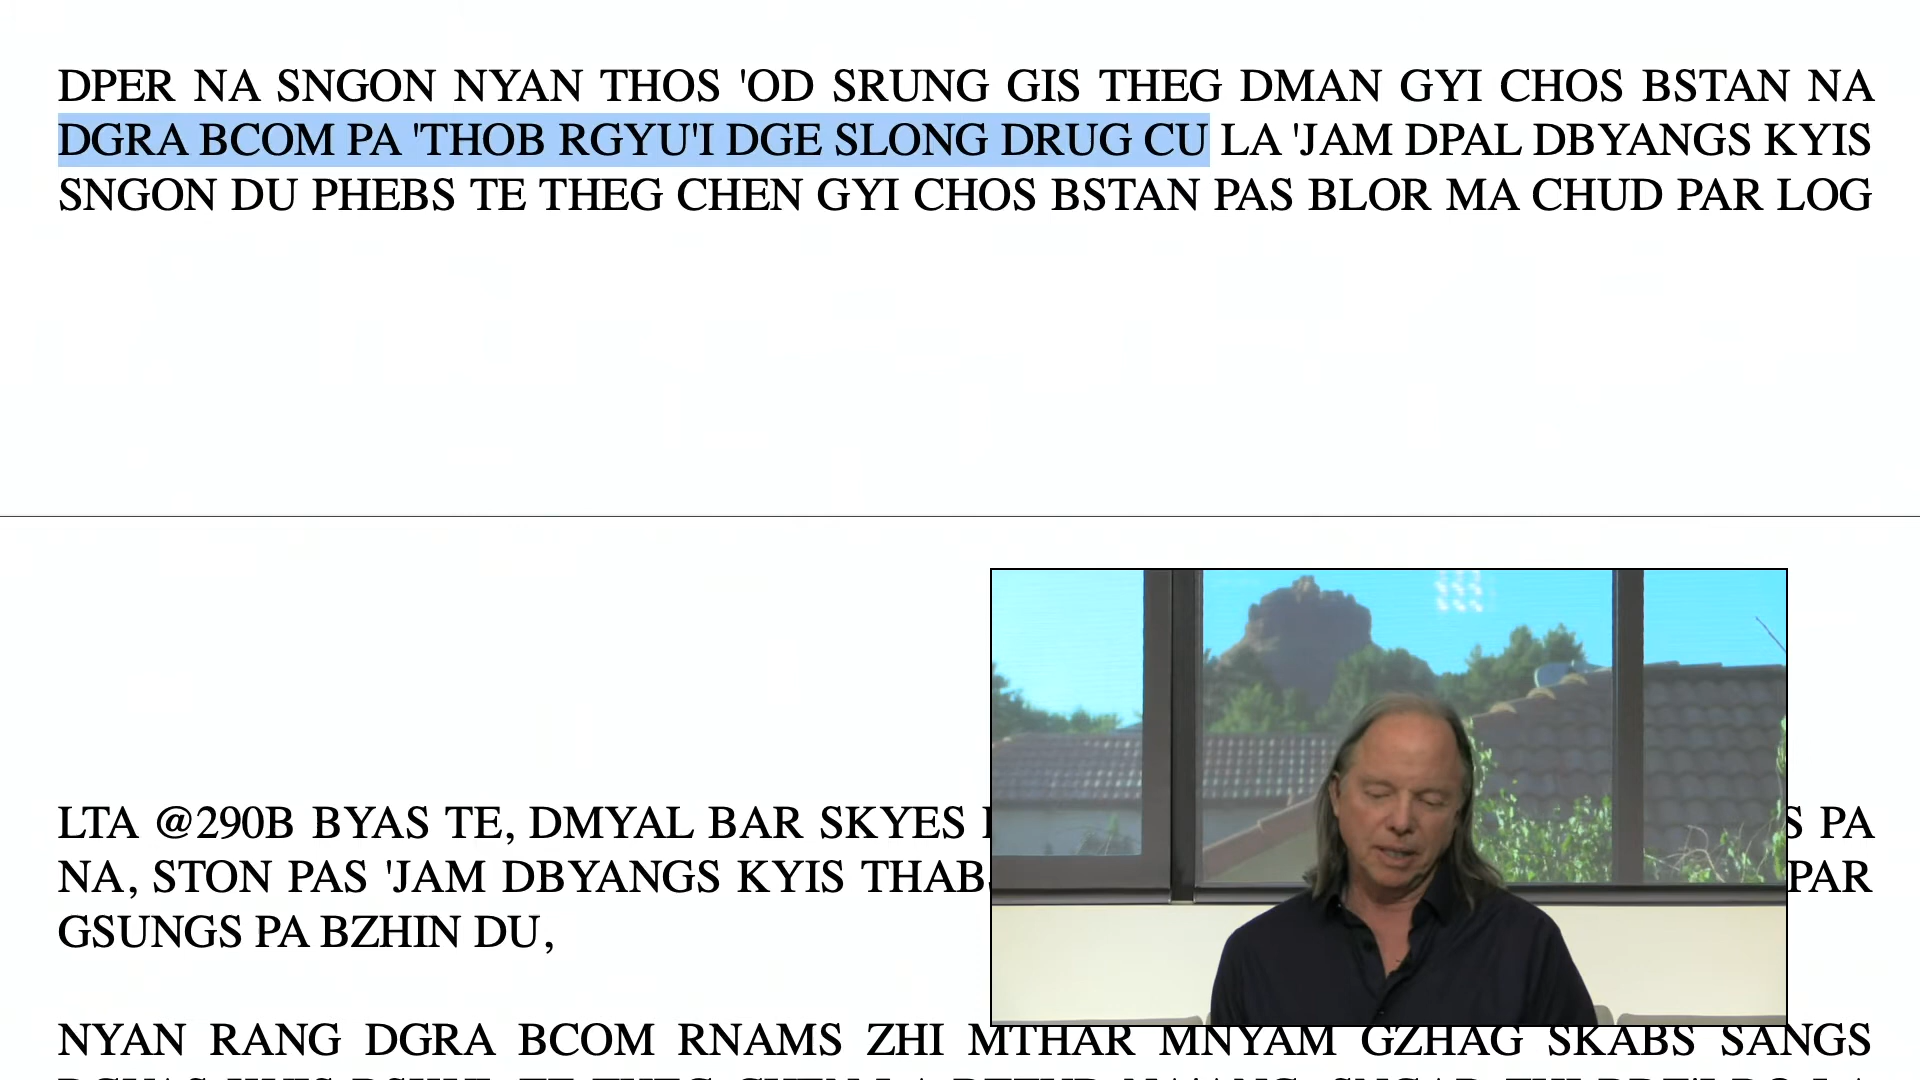 DPER NA SNGON NYAN THOS 'OD SRUNG GIS THEG DMAN GYI CHOS BSTAN NA
DGRA BCOM PA 'THOB RGYU'I DGE SLONG DRUG CU LA 'JAM DPAL DBYANGS KYIS
SNGON DU PHEBS TE THEG CHEN GYI CHOS BSTAN PAS BLOR MA CHUD PAR LOG
LTA @290B BYAS TE, DMYAL BAR SKYES PA
NA, STON PAS 'JAM DBYANGS KYIS PAR
GSUNGS PA BZHIN DU,
NYAN RANG DGRA BCOM RNAMS ZHI MTHAR MNYAM GZHAG SKABS SANGS